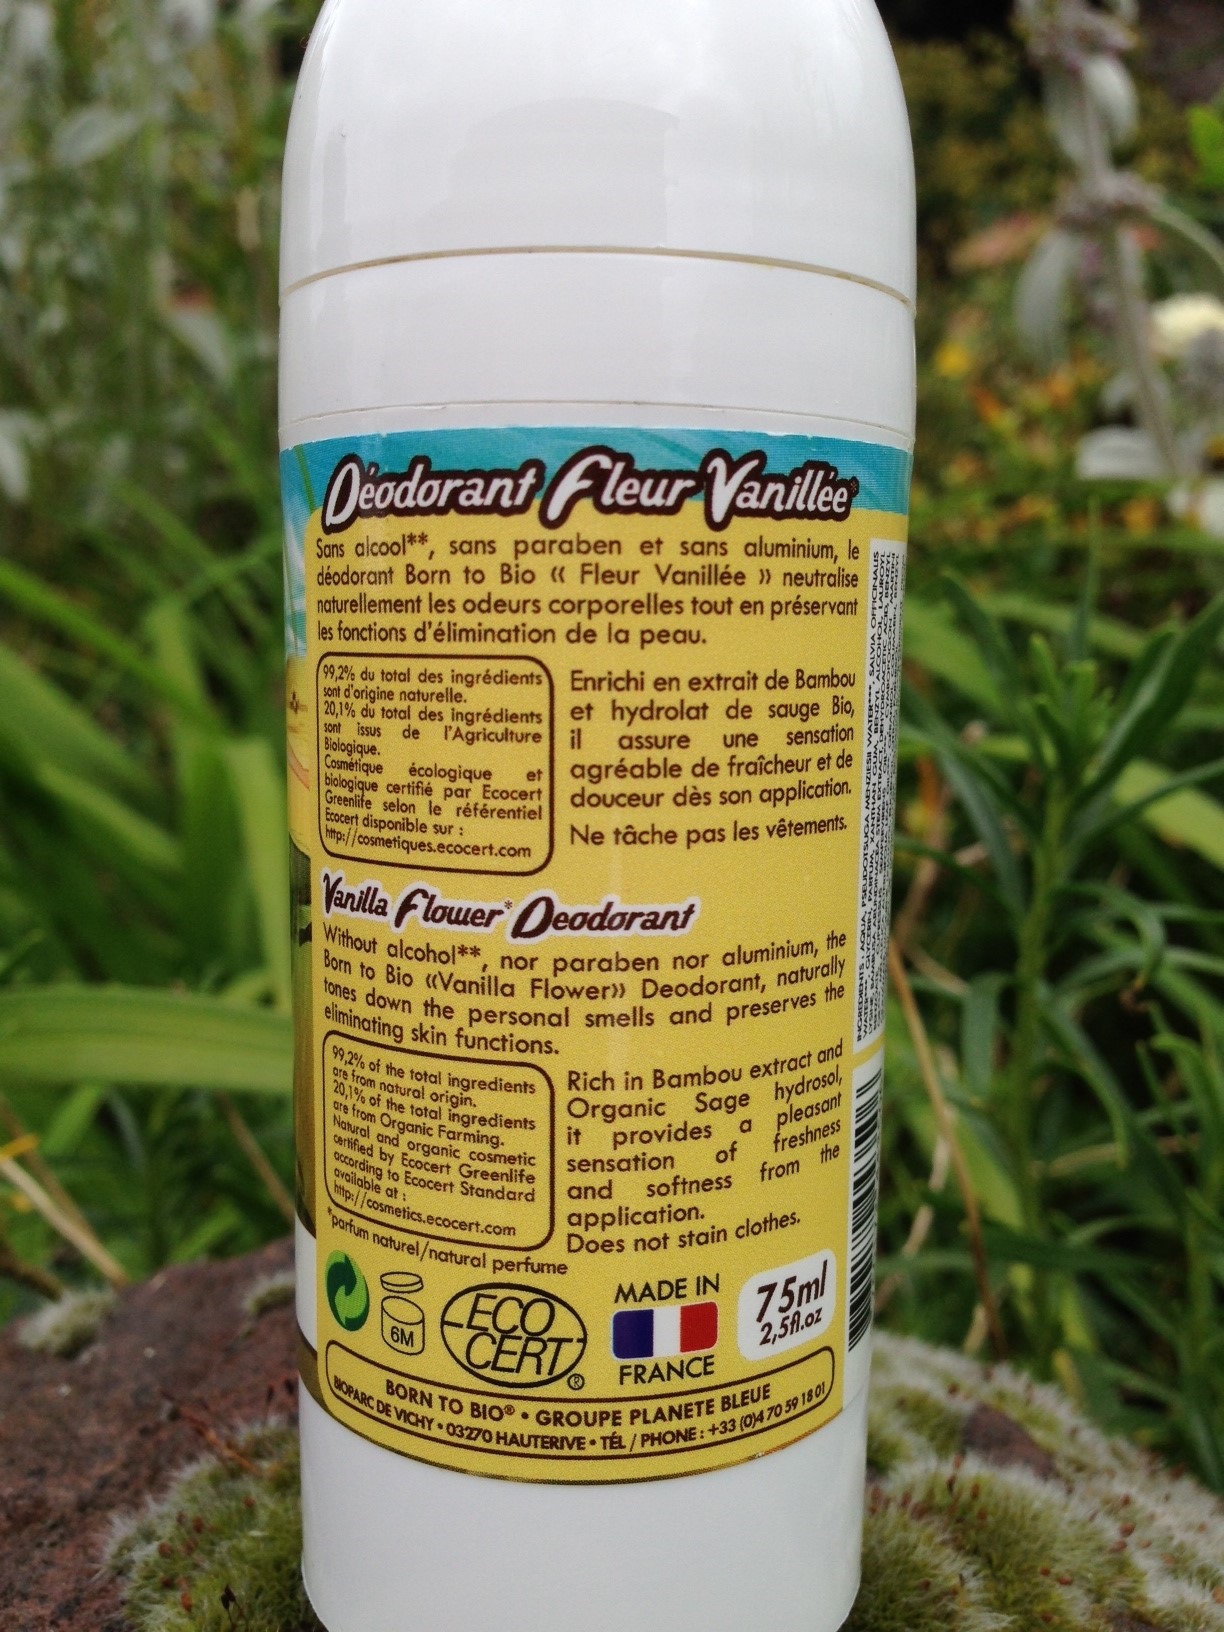 Déodorant Fleur Vanillée*
Sans alcool**, sans paraben et sans aluminium, le
déodorant Born to Bio « Fleur Vanillée » neutralise
naturellement les odeurs corporelles tout en préservant
les fonctions d'élimination de la peau.
99,2% du total des ingrédients
sont d'origine naturelle.
20,1% du total des ingrédients
sont issus de l'Agriculture
Biologique.
Cosmétique écologique et
biologique certifié par Ecocert
Greenlife selon le référentiel
Ecocert disponible sur :
http://cosmetiques.ecocert.com
Enrichi en extrait de Bambou
et hydrolat de sauge Bio,
il assure une sensation
agréable de fraîcheur et de
douceur dès son application.
Ne tâche pas les vêtements.
Vanilla Flower* Deodorant
Without alcohol**, nor paraben nor aluminium, the
Born to Bio «Vanilla Flower» Deodorant, naturally
tones down the personal smells and preserves the
eliminating skin functions.
99,2% of the total ingredients
are from natural origin.
20,1% of the total ingredients
are from Organic Farming.
Natural and organic cosmetic
certified by Ecocert Greenlife
according to Ecocert Standard
available at :
http://cosmetics.ecocert.com
Rich in Bambou extract and
Organic Sage hydrosol,
it provides a pleasant
sensation of freshness
and softness from the
application.
Does not stain clothes.
*parfum naturel/natural perfume
6M
ECO
CERT
®
MADE IN
FRANCE
75ml
2,5fl.oz
BORN TO BIO® • GROUPE PLANETE BLEUE
BIOPARC DE VICHY • 03270 HAUTERIVE • TÉL / PHONE : +33 (0)4 70 59 18 01
INGREDIENTS : AQUA, PSEUDOTSUGA MENZIESII WATER***, SALVIA OFFICINALIS